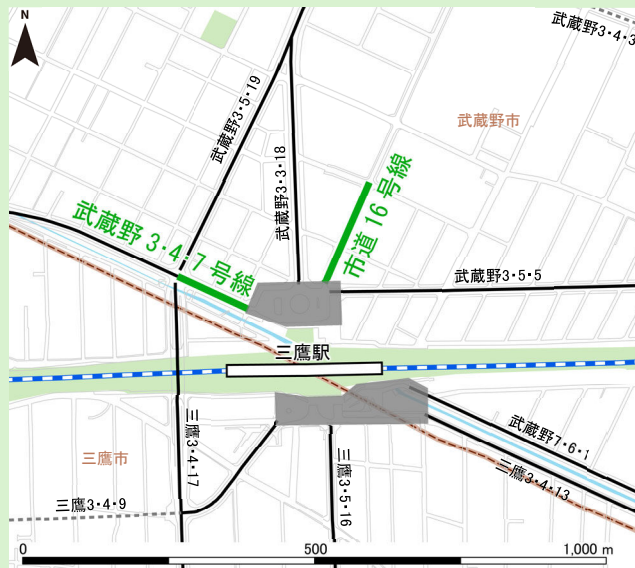 N
武蔵野3・4・3
武蔵野3・5・19
武蔵野市
武蔵野3・3・18
市道16号線
武蔵野3・4・7号線
武蔵野3・5・5
三鷹駅
三鷹市
三鷹3・4・17
三鷹3・5・16
武蔵野7・6・1
三鷹3・4・13
三鷹3・4・9
0
500
1,000 m